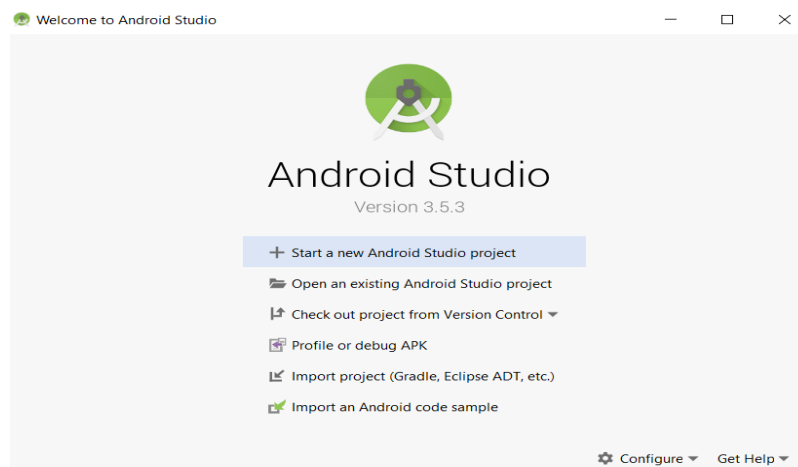 Welcome to Android Studio
Android Studio
Version 3.5.3
Start a new Android Studio project
Open an existing Android Studio project
Check out project from Version Control
Profile or debug APK
Import project (Gradle, Eclipse ADT, etc.)
Import an Android code sample
Configure Get Help